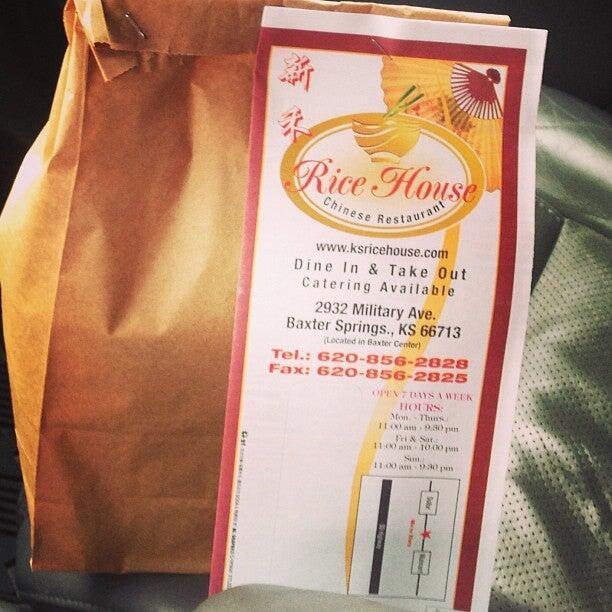 新
禾
Rice House
Chinese Restaurant
www.ksricehouse.com
Dine In & Take Out
Catering Available
2932 Military Ave.
Baxter Springs., KS 66713
(Located in Baxter Center)
Tel.: 620-856-2828
Fax: 620-856-2825
OPEN 7 DAYS A WEEK
HOURS:
Mon. - Thurs.:
11:00 am - 9:30 pm
Fri & Sat.:
11:00 am - 10:00 pm
Sun.:
11:00 am - 9:30 pm